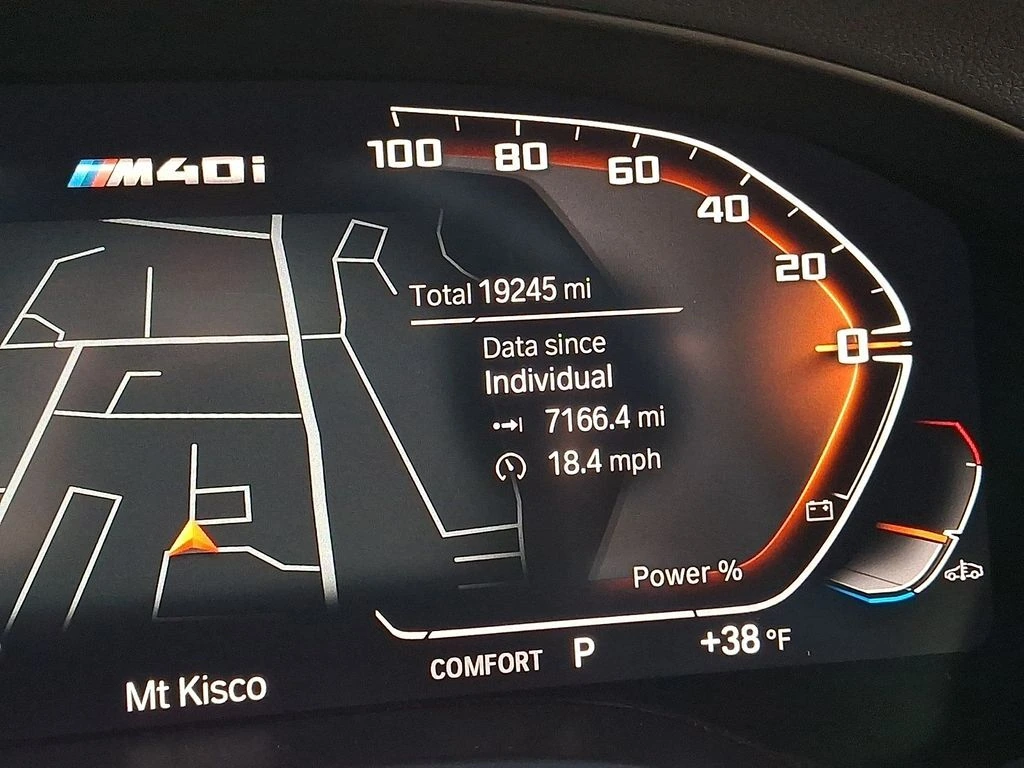 M40i
100
80
60
40
20
0
Total 19245 mi
Data since
Individual
7166.4 mi
18.4 mph
Power %
COMFORT P +38 °F
Mt Kisco